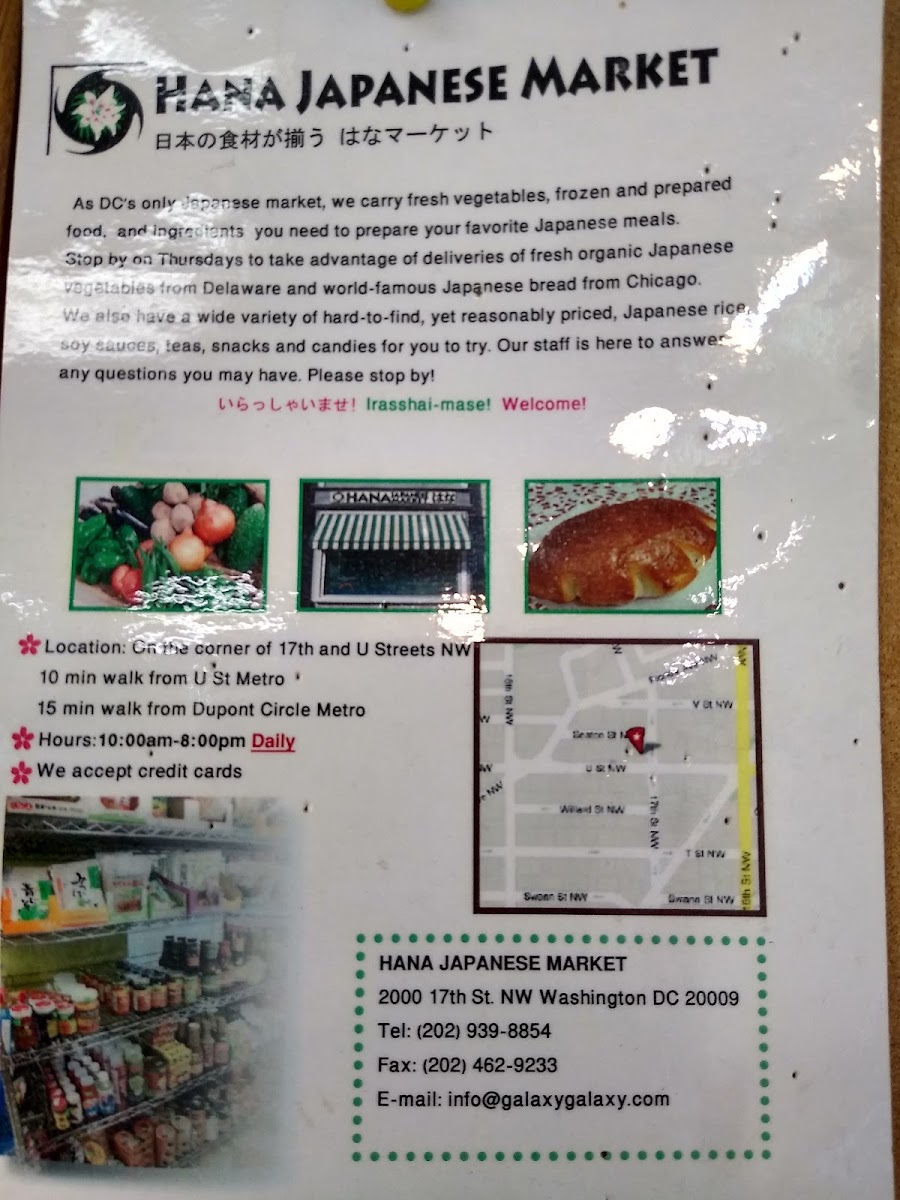 HANA JAPANESE MARKET
日本の食材が揃う はなマーケット
As DC's only Japanese market, we carry fresh vegetables, frozen and prepared
food, and ingredients you need to prepare your favorite Japanese meals.
Stop by on Thursdays to take advantage of deliveries of fresh organic Japanese
vegetables from Delaware and world-famous Japanese bread from Chicago.
We also have a wide variety of hard-to-find, yet reasonably priced, Japanese rice,
soy sauces, teas, snacks and candies for you to try. Our staff is here to answer
any questions you may have. Please stop by!
いらっしゃいませ! Irasshai-mase! Welcome!
HANA JAPANESE MARKET はな
Location: On the corner of 17th and U Streets NW
10 min walk from U St Metro
15 min walk from Dupont Circle Metro
Hours:10:00am-8:00pm Daily
We accept credit cards
NW
NW
18th St NW
V St NW
W
Seaton St N
NW
U St NW
e NW
Willard St NW
17th St NW
T St NW
16th St NW
Swann St NW
Swann St NW
HANA JAPANESE MARKET
2000 17th St. NW Washington DC 20009
Tel: (202) 939-8854
Fax: (202) 462-9233
E-mail: info@galaxygalaxy.com